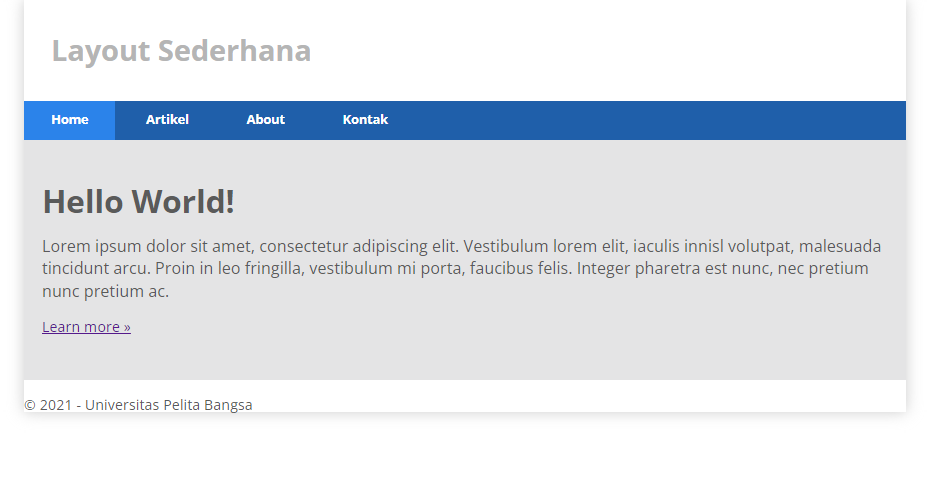 Layout Sederhana
Home Artikel About Kontak
Hello World!
Lorem ipsum dolor sit amet, consectetur adipiscing elit. Vestibulum lorem elit, iaculis innisl volutpat, malesuada
tincidunt arcu. Proin in leo fringilla, vestibulum mi porta, faucibus felis. Integer pharetra est nunc, nec pretium
nunc pretium ac.
Learn more »
© 2021 - Universitas Pelita Bangsa